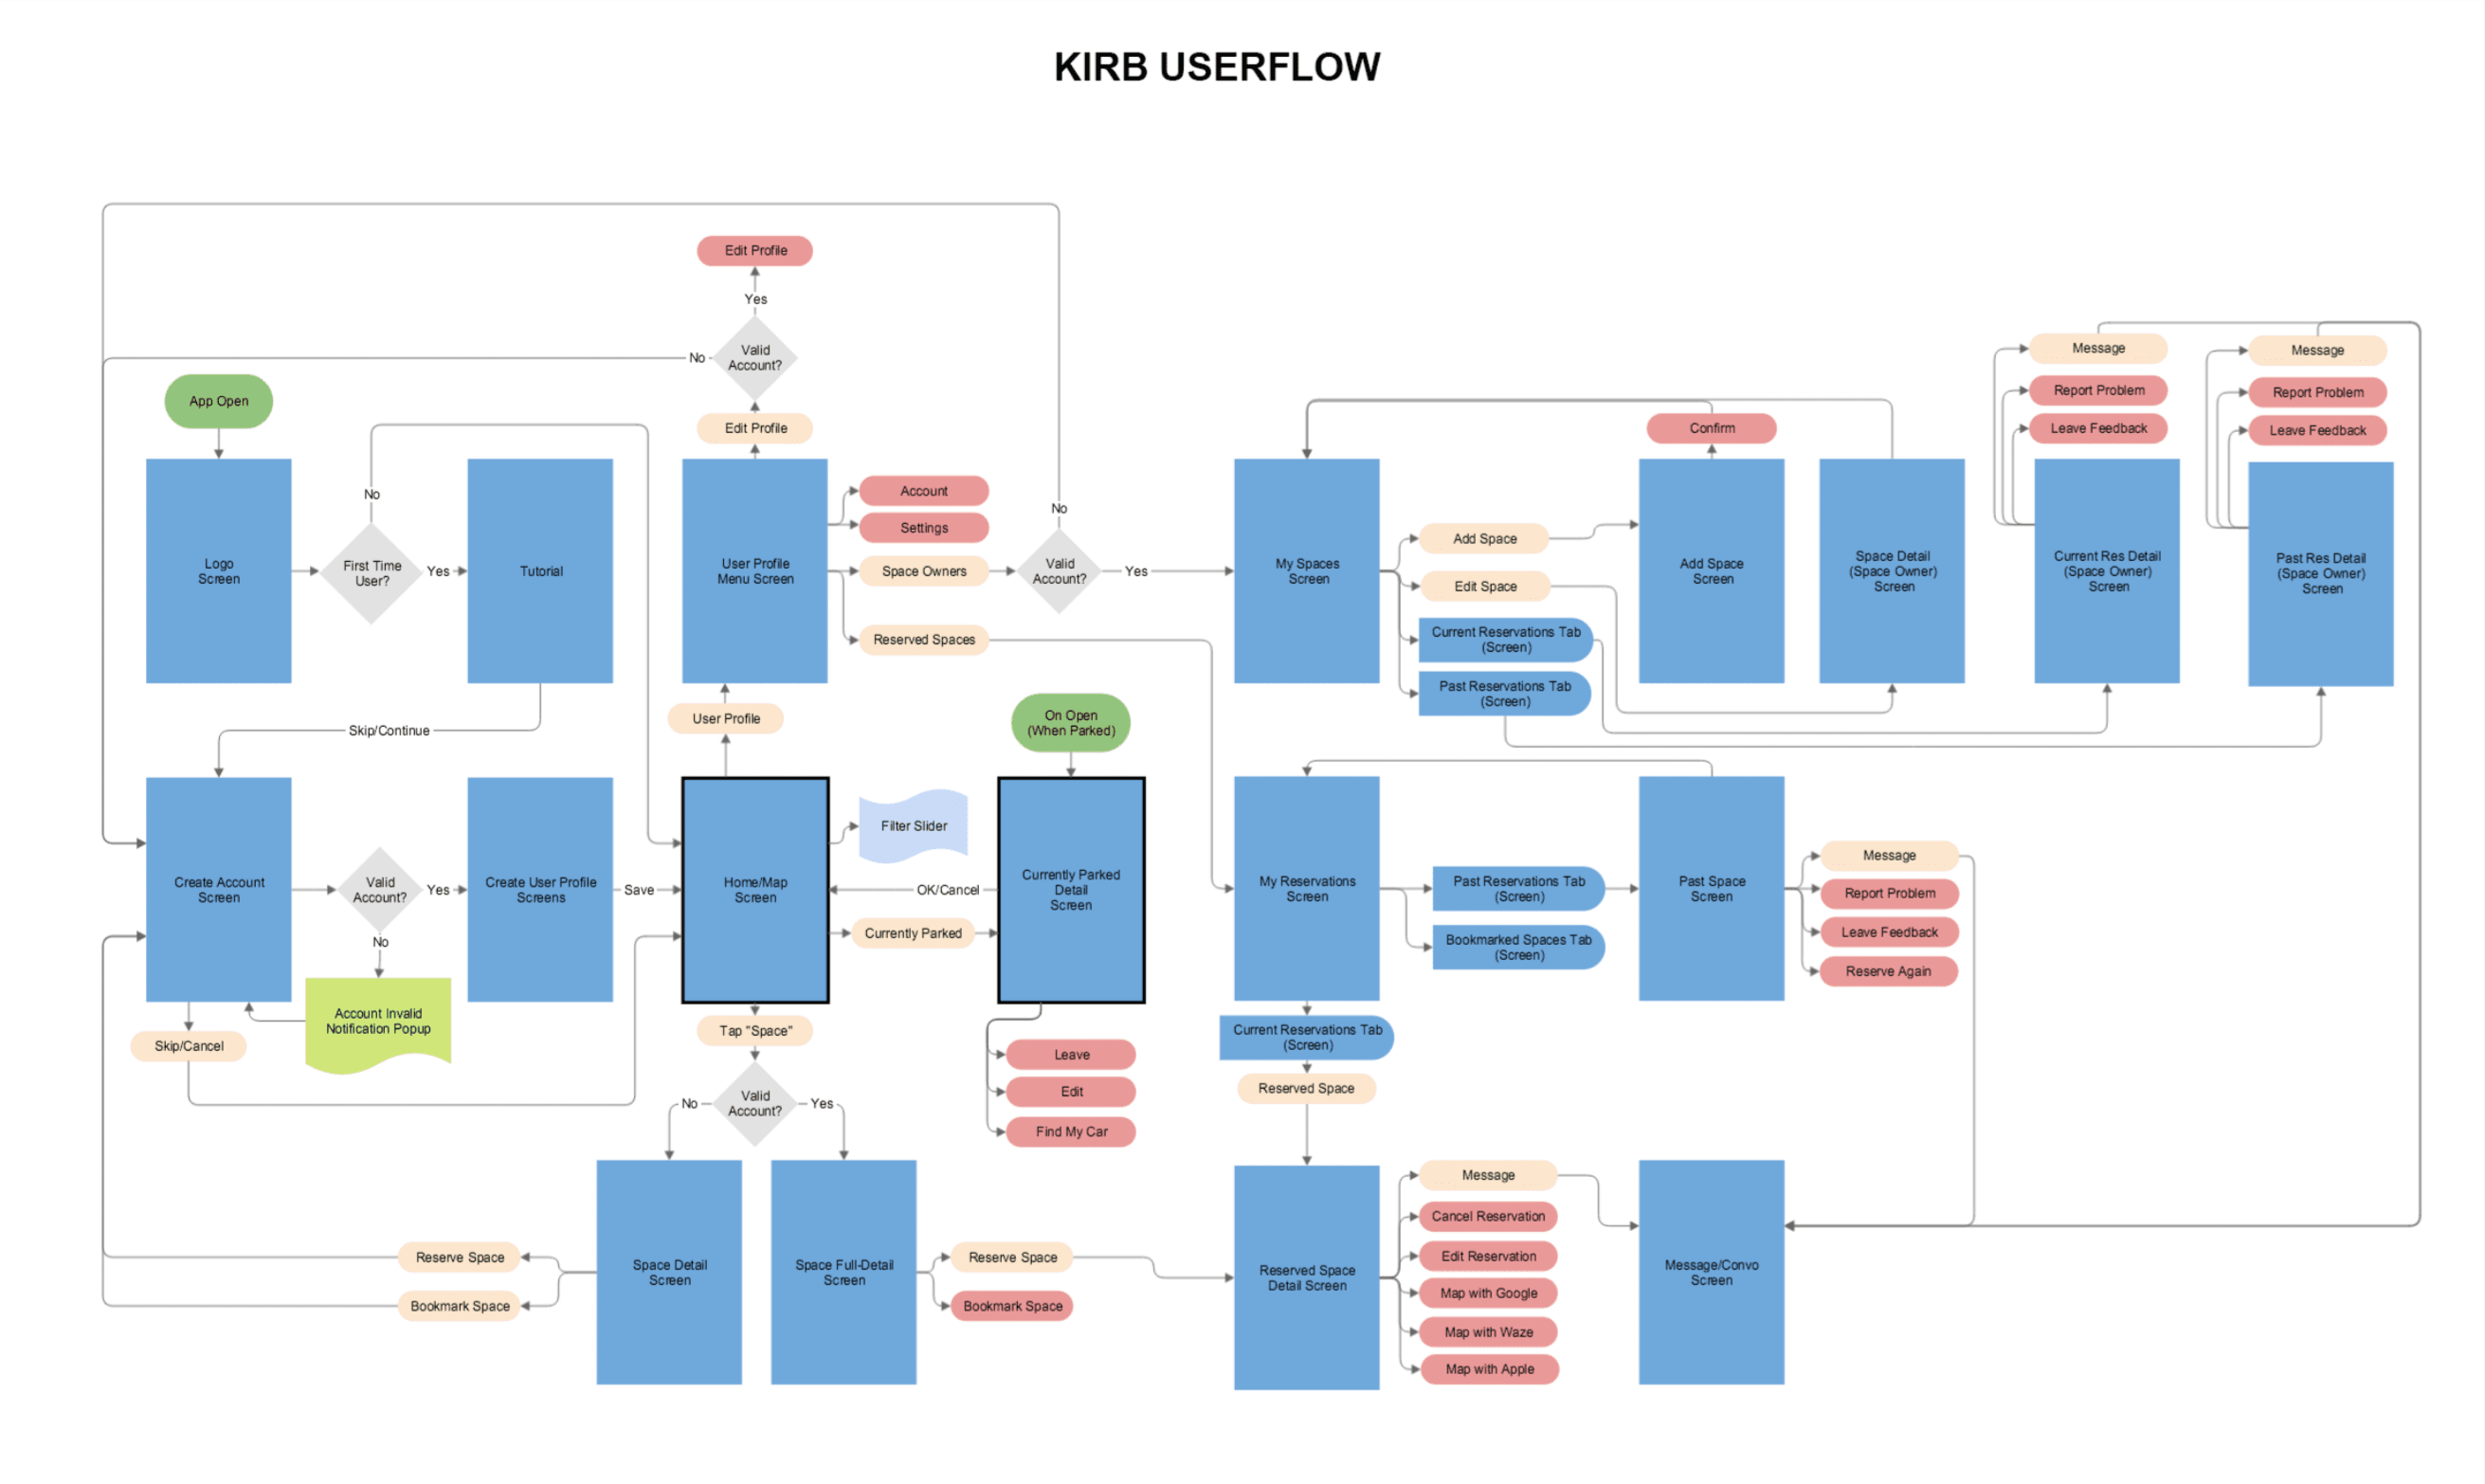 KIRB USERFLOW
Edit Profile
Yes
No
Valid
Account?
Edit Profile
App Open
Logo
Screen
No
First Time
User?
Yes
Tutorial
User Profile
Menu Screen
Account
Settings
Space Owners
Reserved Spaces
No
Valid
Account?
Yes
My Spaces
Screen
Add Space
Edit Space
Current Reservations Tab
(Screen)
Past Reservations Tab
(Screen)
Confirm
Add Space
Screen
Space Detail
(Space Owner)
Screen
Message
Report Problem
Leave Feedback
Current Res Detail
(Space Owner)
Screen
Message
Report Problem
Leave Feedback
Past Res Detail
(Space Owner)
Screen
Skip/Continue
User Profile
On Open
(When Parked)
Create Account
Screen
Valid
Account?
Yes
No
Create User Profile
Screens
Save
Home/Map
Screen
Filter Slider
OK/Cancel
Currently Parked
Currently Parked
Detail
Screen
My Reservations
Screen
Past Reservations Tab
(Screen)
Bookmarked Spaces Tab
(Screen)
Past Space
Screen
Message
Report Problem
Leave Feedback
Reserve Again
Account Invalid
Notification Popup
Skip/Cancel
Tap "Space"
Valid
Account?
No
Yes
Leave
Edit
Find My Car
Current Reservations Tab
(Screen)
Reserved Space
Reserve Space
Bookmark Space
Space Detail
Screen
Space Full-Detail
Screen
Reserve Space
Bookmark Space
Reserved Space
Detail Screen
Message
Cancel Reservation
Edit Reservation
Map with Google
Map with Waze
Map with Apple
Message/Convo
Screen